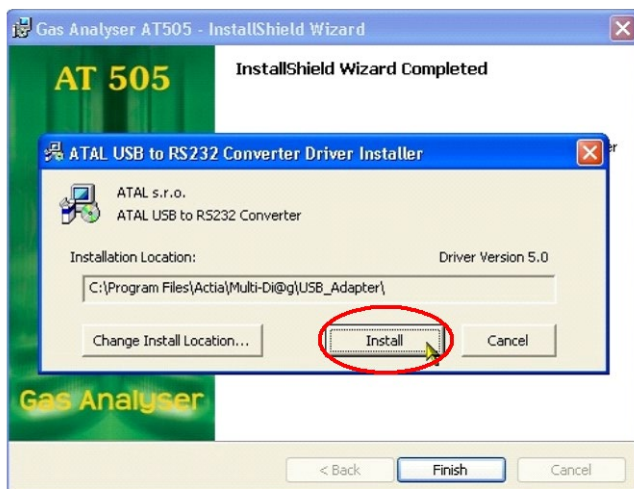 Gas Analyser AT505 - InstallShield Wizard
AT 505
InstallShield Wizard Completed
ATAL USB to RS232 Converter Driver Installer
ATAL s.r.o.
ATAL USB to RS232 Converter
Installation Location:
Driver Version 5.0
C:\Program Files\Actia\Multi-Di@g\USB_Adapter\
Change Install Location...
Install
Cancel
Gas Analyser
< Back
Finish
Cancel